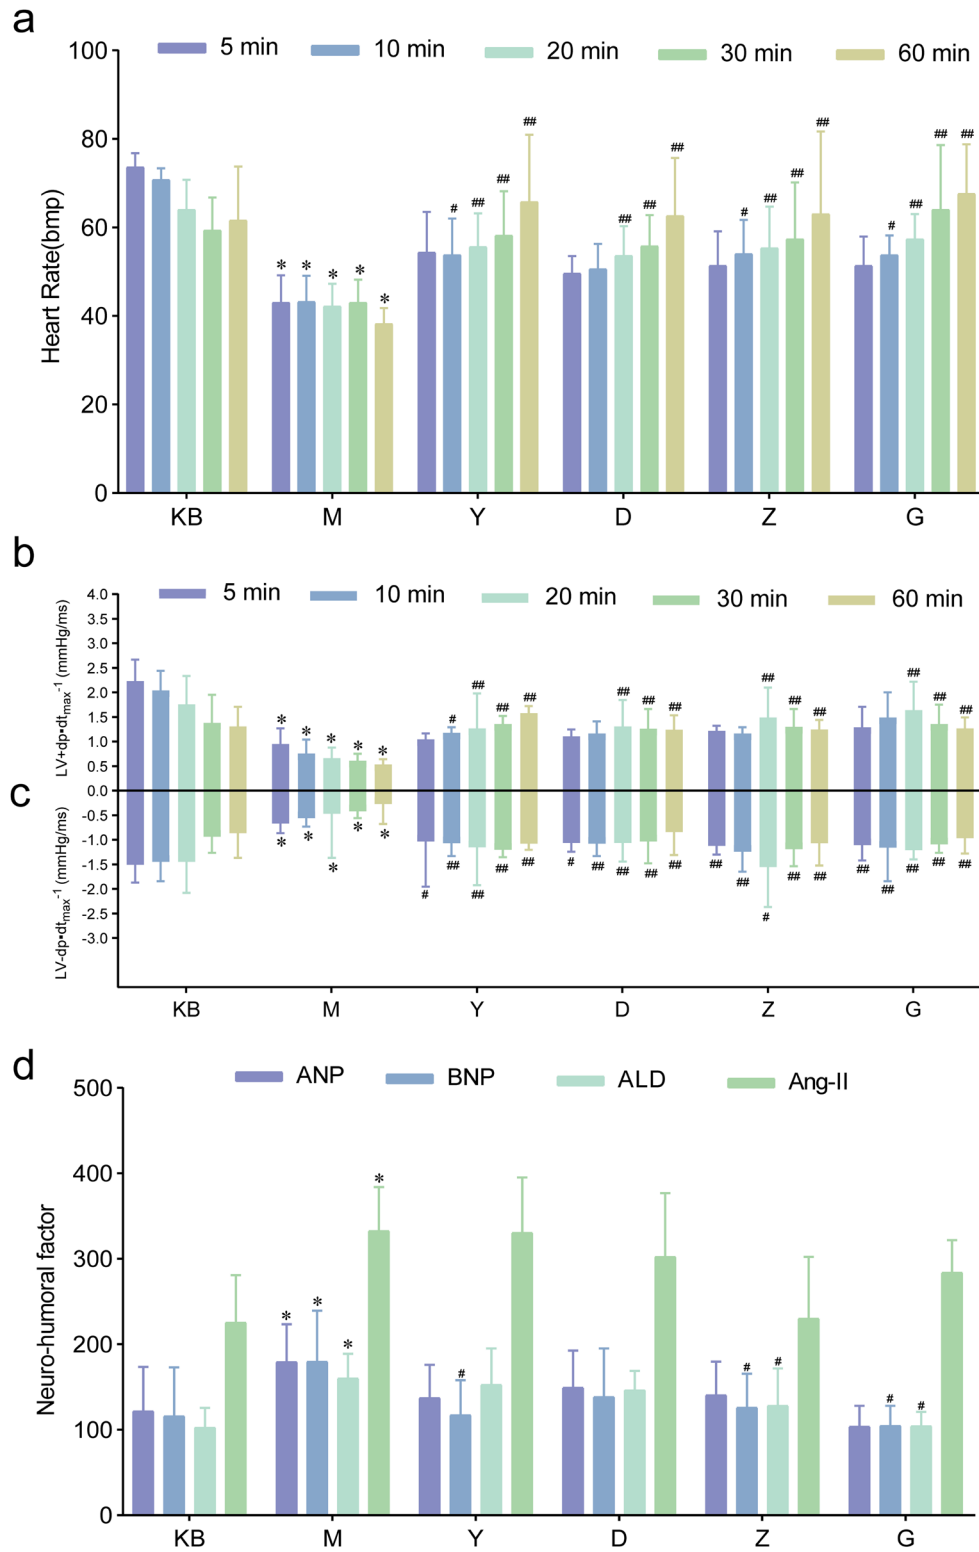 a
5 min 10 min 20 min 30 min 60 min
Heart Rate(bmp)
100
80
60
40
20
0
## ## ## ## ## ##
# ## ## ## ## # ## ## # ##
* * * * *
KB M Y D Z G
b
5 min 10 min 20 min 30 min 60 min
LV+dp•dtmax-1 (mmHg/ms)
4.0
3.5
3.0
2.5
2.0
1.5
1.0
0.5
0.0
* * * * *
# ## ## ## ## ## ## ## ## ## ## ## ##
c
LV-dp•dtmax-1 (mmHg/ms)
-0.5
-1.0
-1.5
-2.0
-2.5
-3.0
* * * * *
# ## ## ## ##
# ## ## ## ##
## ## # ## ##
## ## ## ## ##
KB M Y D Z G
d
ANP BNP ALD Ang-II
Neuro-humoral factor
500
400
300
200
100
0
* * * *
# # # # #
KB M Y D Z G